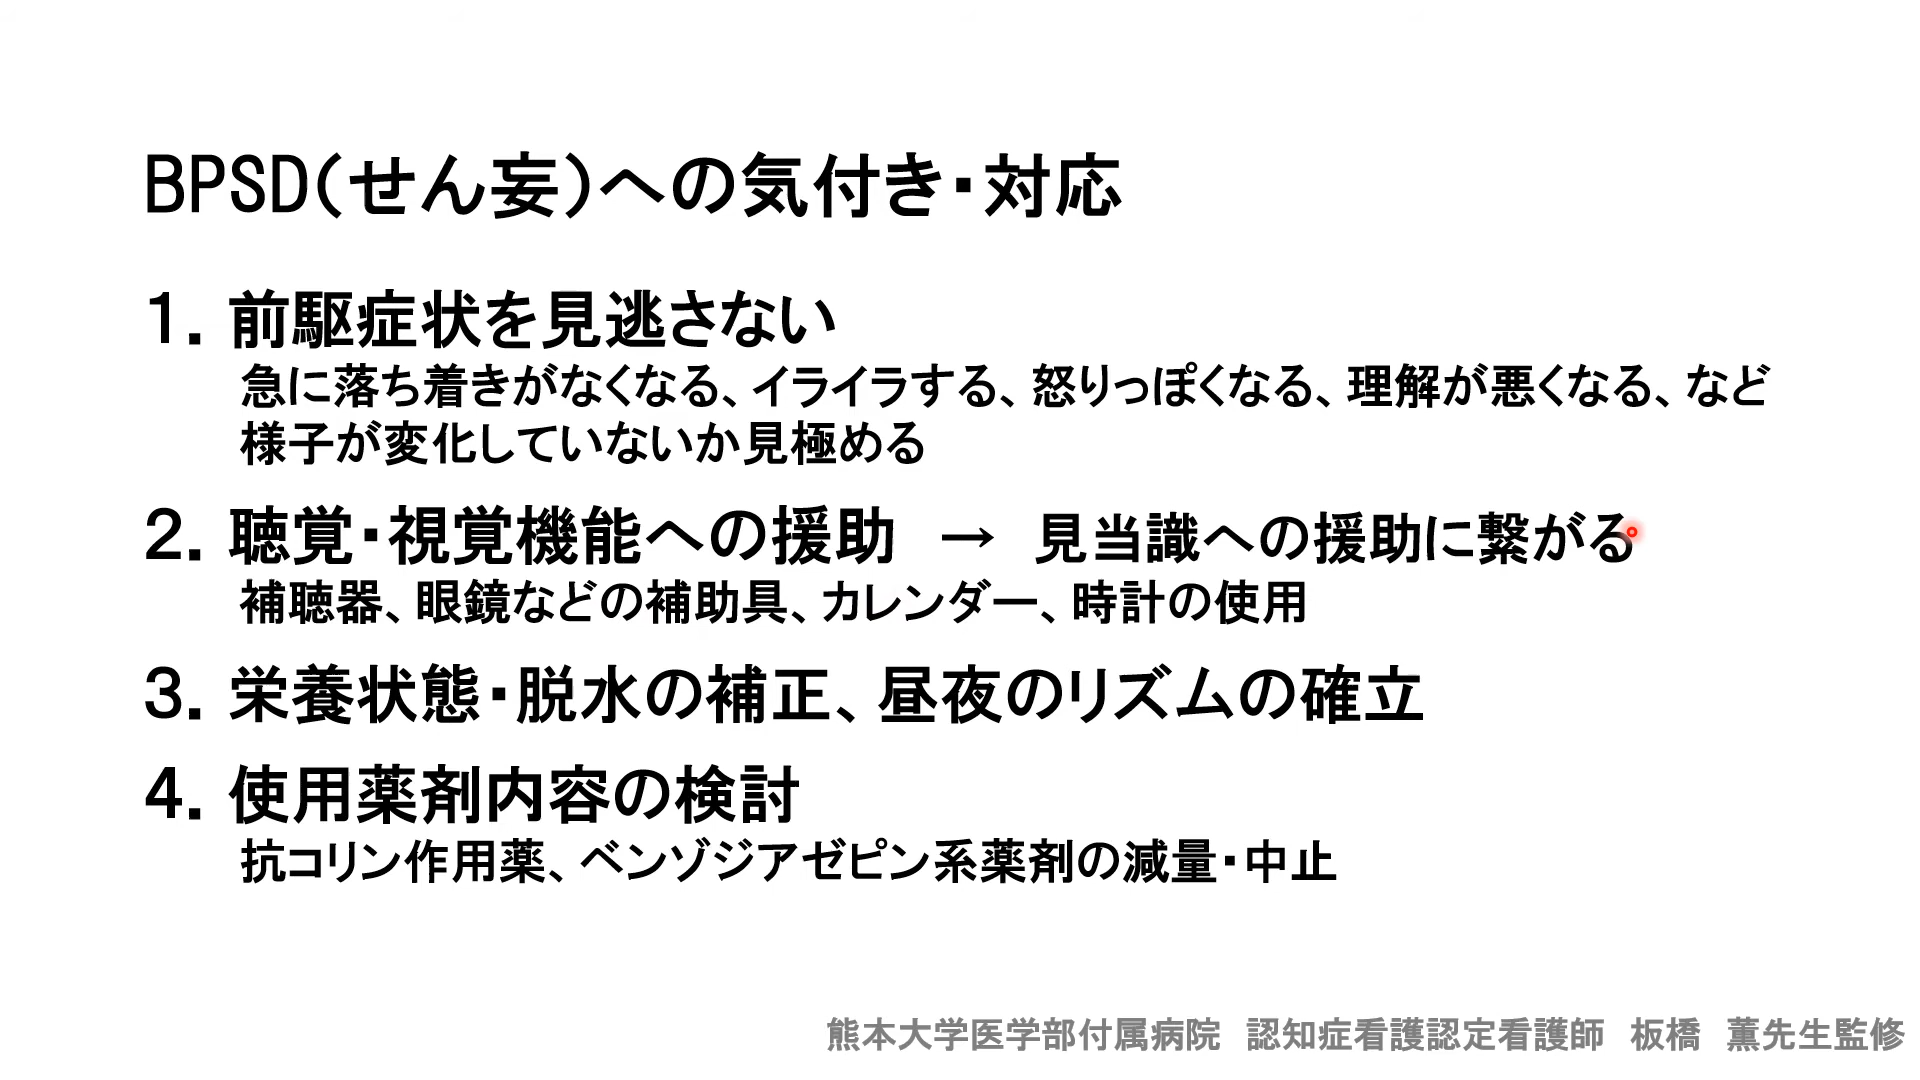 BPSD(せん妄)への気付き・対応
1. 前駆症状を見逃さない
急に落ち着きがなくなる、イライラする、怒りっぽくなる、理解が悪くなる、など
様子が変化していないか見極める
2. 聴覚・視覚機能への援助 → 見当識への援助に繋がる
補聴器、眼鏡などの補助具、カレンダー、時計の使用
3. 栄養状態・脱水の補正、昼夜のリズムの確立
4. 使用薬剤内容の検討
抗コリン作用薬、ベンゾジアゼピン系薬剤の減量・中止
熊本大学医学部付属病院 認知症看護認定看護師 板橋 薫先生監修